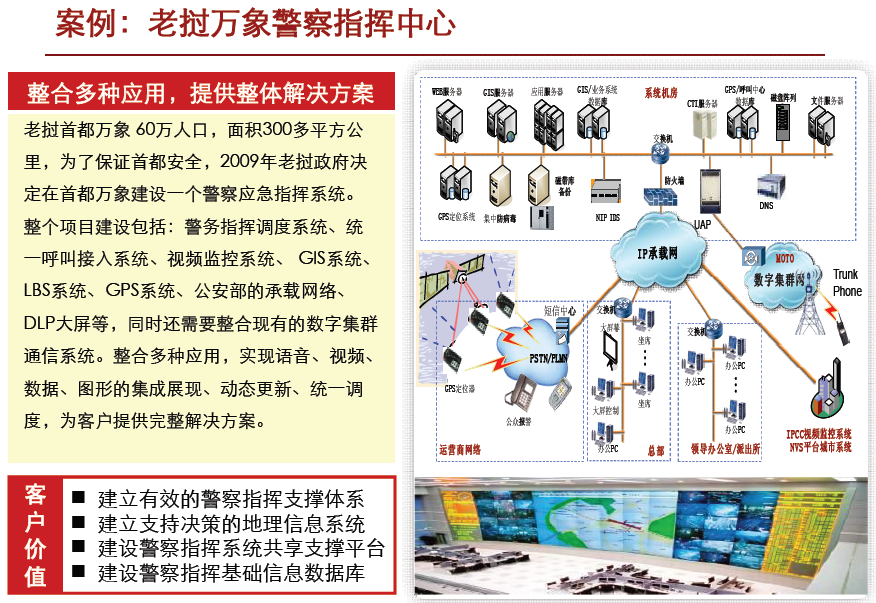 案例：老挝万象警察指挥中心
整合多种应用，提供整体解决方案
老挝首都万象 60万人口，面积300多平方公
里，为了保证首都安全，2009年老挝政府决
定在首都万象建设一个警察应急指挥系统。
整个项目建设包括：警务指挥调度系统、统
一呼叫接入系统、视频监控系统、 GIS系统、
LBS系统、GPS系统、公安部的承载网络、
DLP大屏等，同时还需要整合现有的数字集群
通信系统。整合多种应用，实现语音、视频、
数据、图形的集成展现、动态更新、统一调
度，为客户提供完整解决方案。
客户价值
■ 建立有效的警察指挥支撑体系
■ 建立支持决策的地理信息系统
■ 建设警察指挥系统共享支撑平台
■ 建设警察指挥基础信息数据库
WEB服务器
GIS服务器
应用服务器
GIS/业务系统
数据库
系统机房
CTI服务器
GPS/呼叫中心
数据库
磁盘阵列
文件服务器
交换机
GPS定位系统
集中防病毒
磁带库
备份
NIP IDS
防火墙
UAP
DNS
IP承载网
MOTO
数字集群网
Trunk
Phone
短信中心
PSTN/PLMN
GPS定位器
公众报警
运营商网络
交换机
大屏幕
坐席
大屏控制
坐席
办公PC
总部
交换机
办公PC
办公PC
办公PC
领导办公室/派出所
IPCC视频监控系统
NVS平台城市系统